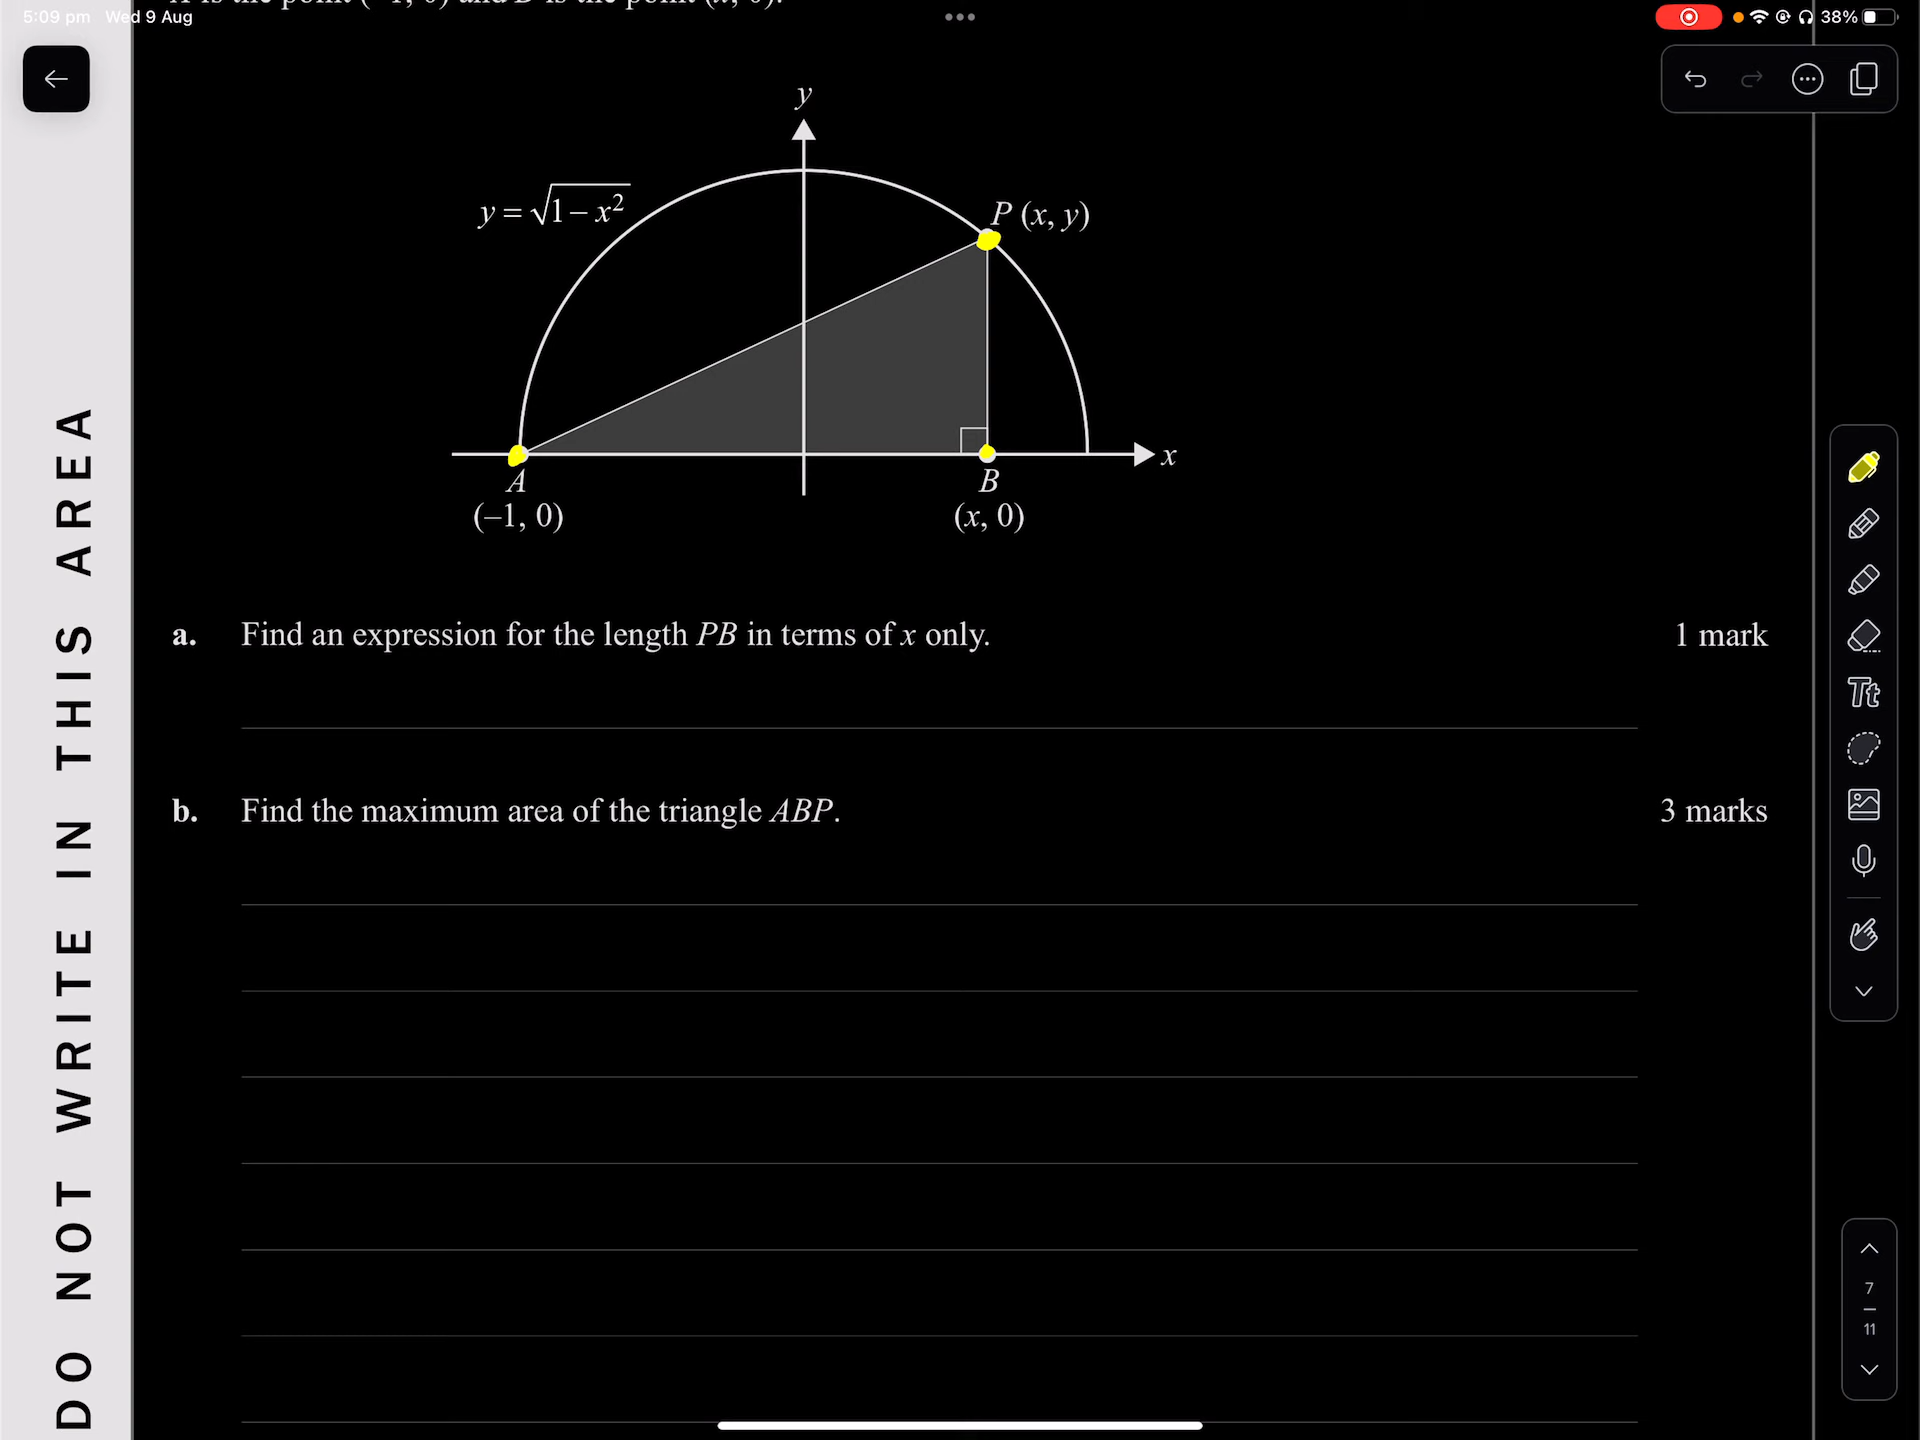 5:09 pm Wed 9 Aug
38%
y
y = √1 – x²
P (x, y)
x
A
B
(–1, 0)
(x, 0)
a. Find an expression for the length PB in terms of x only. 1 mark
b. Find the maximum area of the triangle ABP. 3 marks
DO NOT WRITE IN THIS AREA
Tt
7
11